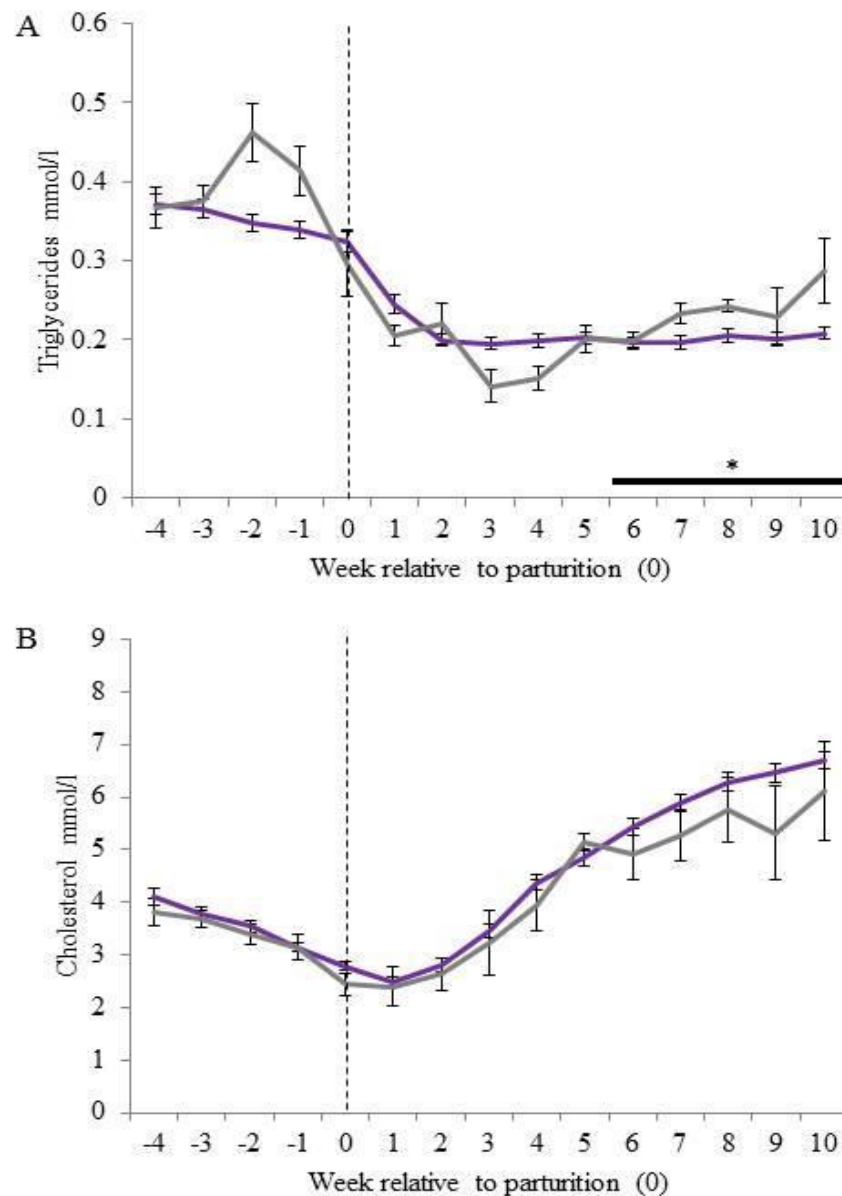 A
Triglycerides mmol/l
0.6
0.5
0.4
0.3
0.2
0.1
0
*
-4 -3 -2 -1 0 1 2 3 4 5 6 7 8 9 10
Week relative to parturition (0)
B
Cholesterol mmol/l
9
8
7
6
5
4
3
2
1
0
-4 -3 -2 -1 0 1 2 3 4 5 6 7 8 9 10
Week relative to parturition (0)